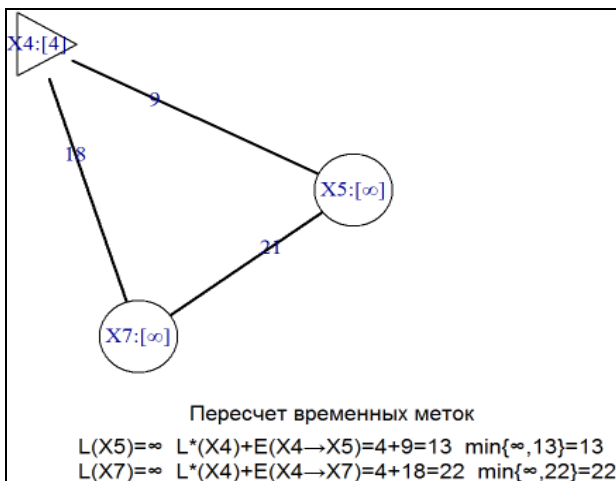 X4:[4]
9
18
X5:[∞]
21
X7:[∞]
Пересчет временных меток
L(X5)=∞ L*(X4)+E(X4→X5)=4+9=13 min{∞,13}=13
L(X7)=∞ L*(X4)+E(X4→X7)=4+18=22 min{∞,22}=22